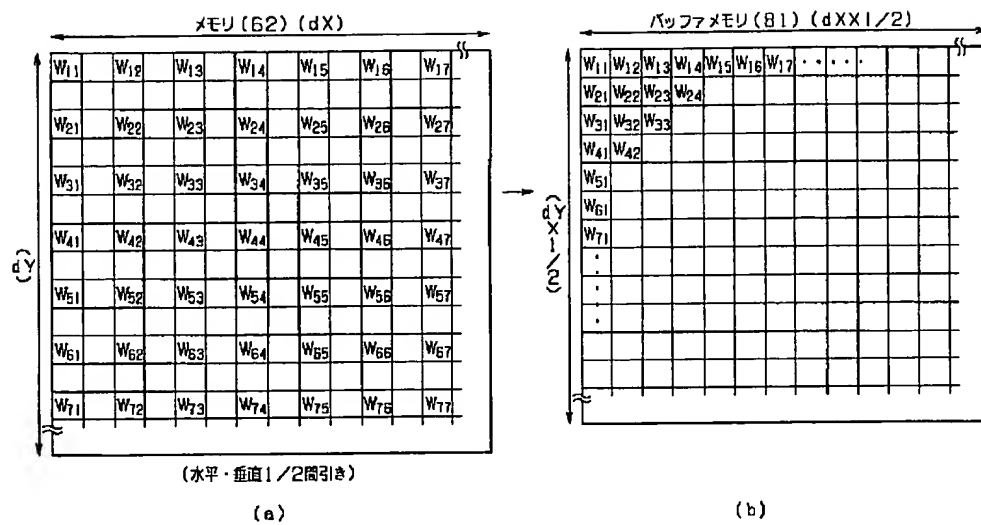 メモリ(62)(dX)
W11 W12 W13 W14 W15 W16 W17
W21 W22 W23 W24 W25 W26 W27
W31 W32 W33 W34 W35 W36 W37
W41 W42 W43 W44 W45 W46 W47
W51 W52 W53 W54 W55 W56 W57
W61 W62 W63 W64 W65 W66 W67
W71 W72 W73 W74 W75 W76 W77
(dY)
(水平・垂直1/2間引き)
(a)
バッファメモリ(81)(dX×1/2)
W11 W12 W13 W14 W15 W16 W17 ・・・・・
W21 W22 W23 W24
W31 W32 W33
W41 W42
W51
W61
W71
(dY×1/2)
(b)